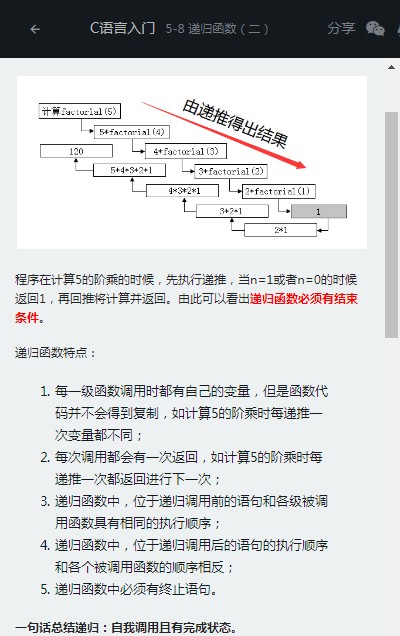 C语言入门 5-8 递归函数（二） 分享
由递推得出结果
计算factorial(5)
5*factorial(4)
120
4*factorial(3)
5*4*3*2*1
3*factorial(2)
4*3*2*1
2*factorial(1)
3*2*1
1
2*1
程序在计算5的阶乘的时候，先执行递推，当n=1或者n=0的时候
返回1，再回推将计算并返回。由此可以看出递归函数必须有结束
条件。
递归函数特点：
1. 每一级函数调用时都有自己的变量，但是函数代
码并不会得到复制，如计算5的阶乘时每递推一
次变量都不同；
2. 每次调用都会有一次返回，如计算5的阶乘时每
递推一次都返回进行下一次；
3. 递归函数中，位于递归调用前的语句和各级被调
用函数具有相同的执行顺序；
4. 递归函数中，位于递归调用后的语句的执行顺序
和各个被调用函数的顺序相反；
5. 递归函数中必须有终止语句。
一句话总结递归：自我调用且有完成状态。